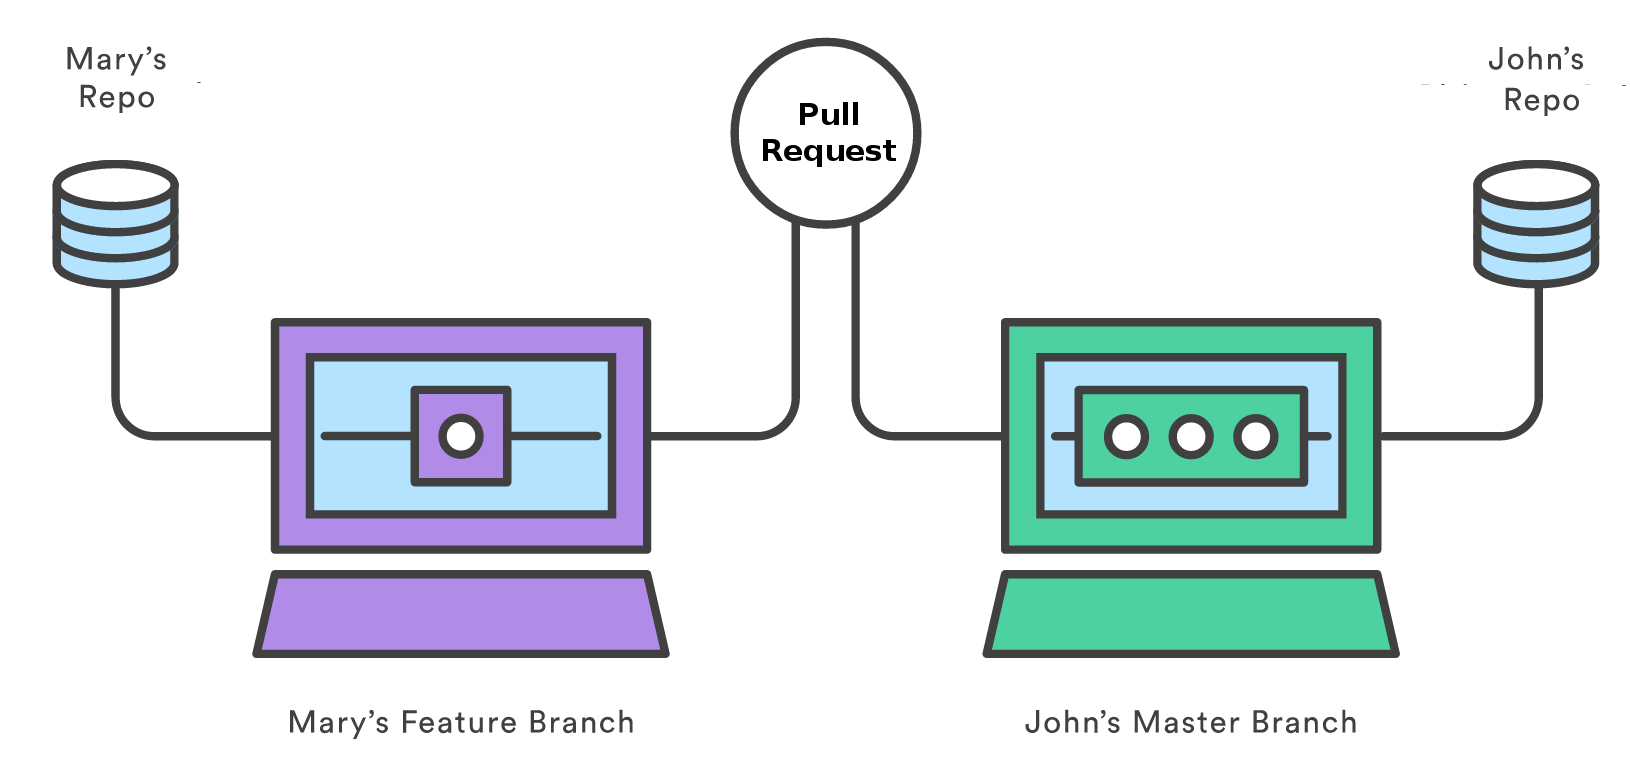 Mary's
Repo
Pull
Request
John's
Repo
Mary's Feature Branch
John's Master Branch